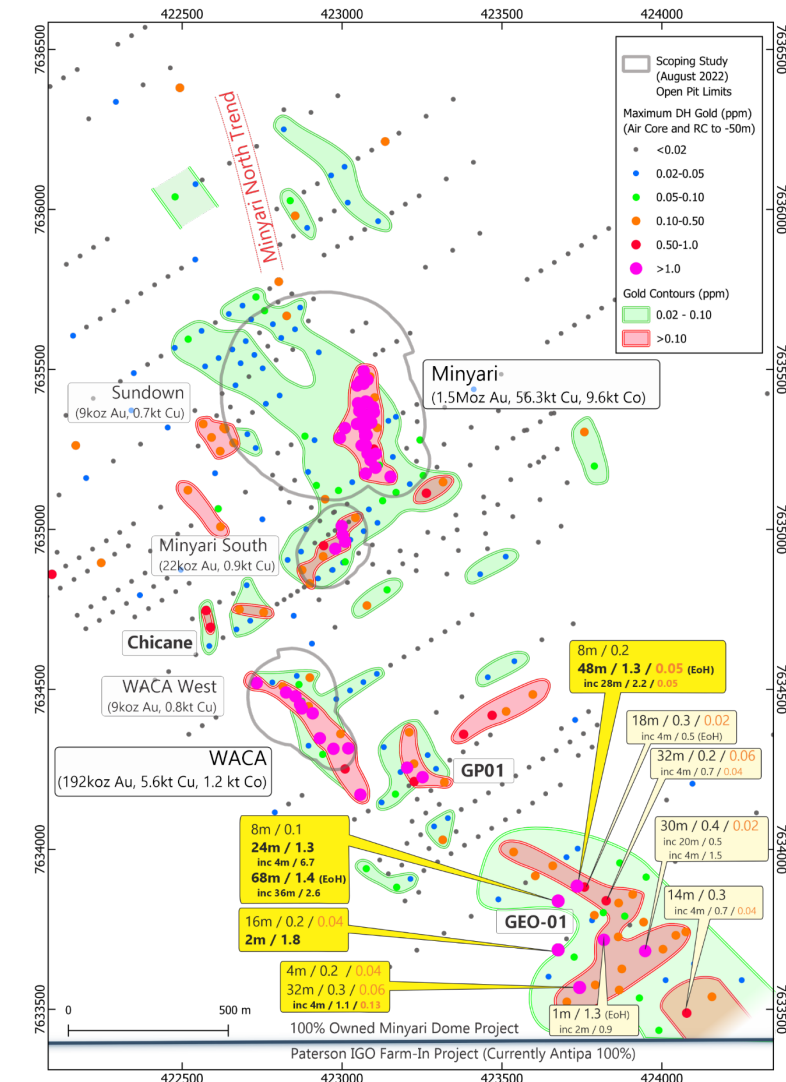 422500
423000
423500
424000
7636500
7636500
7636000
7636000
7635500
7635500
7635000
7635000
7634500
7634500
7634000
7634000
7633500
7633500
Scoping Study
(August 2022)
Open Pit Limits
Maximum DH Gold (ppm)
(Air Core and RC to -50m)
<0.02
0.02-0.05
0.05-0.10
0.10-0.50
0.50-1.0
>1.0
Gold Contours (ppm)
0.02 - 0.10
>0.10
Minyari North Trend
Minyari
(1.5Moz Au, 56.3kt Cu, 9.6kt Co)
Sundown
(9koz Au, 0.7kt Cu)
Minyari South
(22koz Au, 0.9kt Cu)
Chicane
WACA West
(9koz Au, 0.8kt Cu)
WACA
(192koz Au, 5.6kt Cu, 1.2 kt Co)
GP01
8m / 0.2
48m / 1.3 / 0.05 (EoH)
inc 28m / 2.2 / 0.05
18m / 0.3 / 0.02
inc 4m / 0.5 (EoH)
32m / 0.2 / 0.06
inc 4m / 0.7 / 0.04
30m / 0.4 / 0.02
inc 20m / 0.5
inc 4m / 1.5
14m / 0.3
inc 4m / 0.7 / 0.04
8m / 0.1
24m / 1.3
inc 4m / 6.7
68m / 1.4 (EoH)
inc 36m / 2.6
GEO-01
16m / 0.2 / 0.04
2m / 1.8
4m / 0.2 / 0.04
32m / 0.3 / 0.06
inc 4m / 1.1 / 0.13
1m / 1.3 (EoH)
inc 2m / 0.9
0
500 m
100% Owned Minyari Dome Project
Paterson IGO Farm-In Project (Currently Antipa 100%)
422500
423000
423500
424000